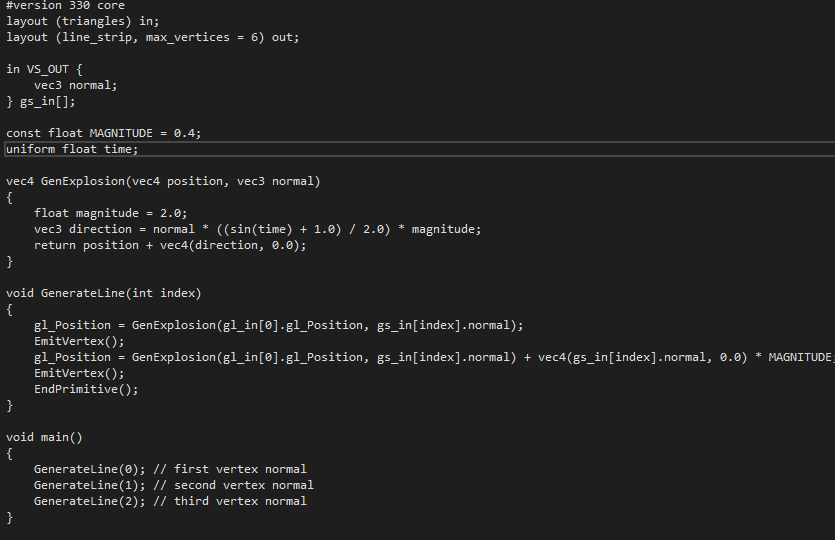 #version 330 core
layout (triangles) in;
layout (line_strip, max_vertices = 6) out;

in VS_OUT {
    vec3 normal;
} gs_in[];

const float MAGNITUDE = 0.4;
uniform float time;

vec4 GenExplosion(vec4 position, vec3 normal)
{
    float magnitude = 2.0;
    vec3 direction = normal * ((sin(time) + 1.0) / 2.0) * magnitude;
    return position + vec4(direction, 0.0);
}

void GenerateLine(int index)
{
    gl_Position = GenExplosion(gl_in[0].gl_Position, gs_in[index].normal);
    EmitVertex();
    gl_Position = GenExplosion(gl_in[0].gl_Position, gs_in[index].normal) + vec4(gs_in[index].normal, 0.0) * MAGNITUDE;
    EmitVertex();
    EndPrimitive();
}

void main()
{
    GenerateLine(0); // first vertex normal
    GenerateLine(1); // second vertex normal
    GenerateLine(2); // third vertex normal
}